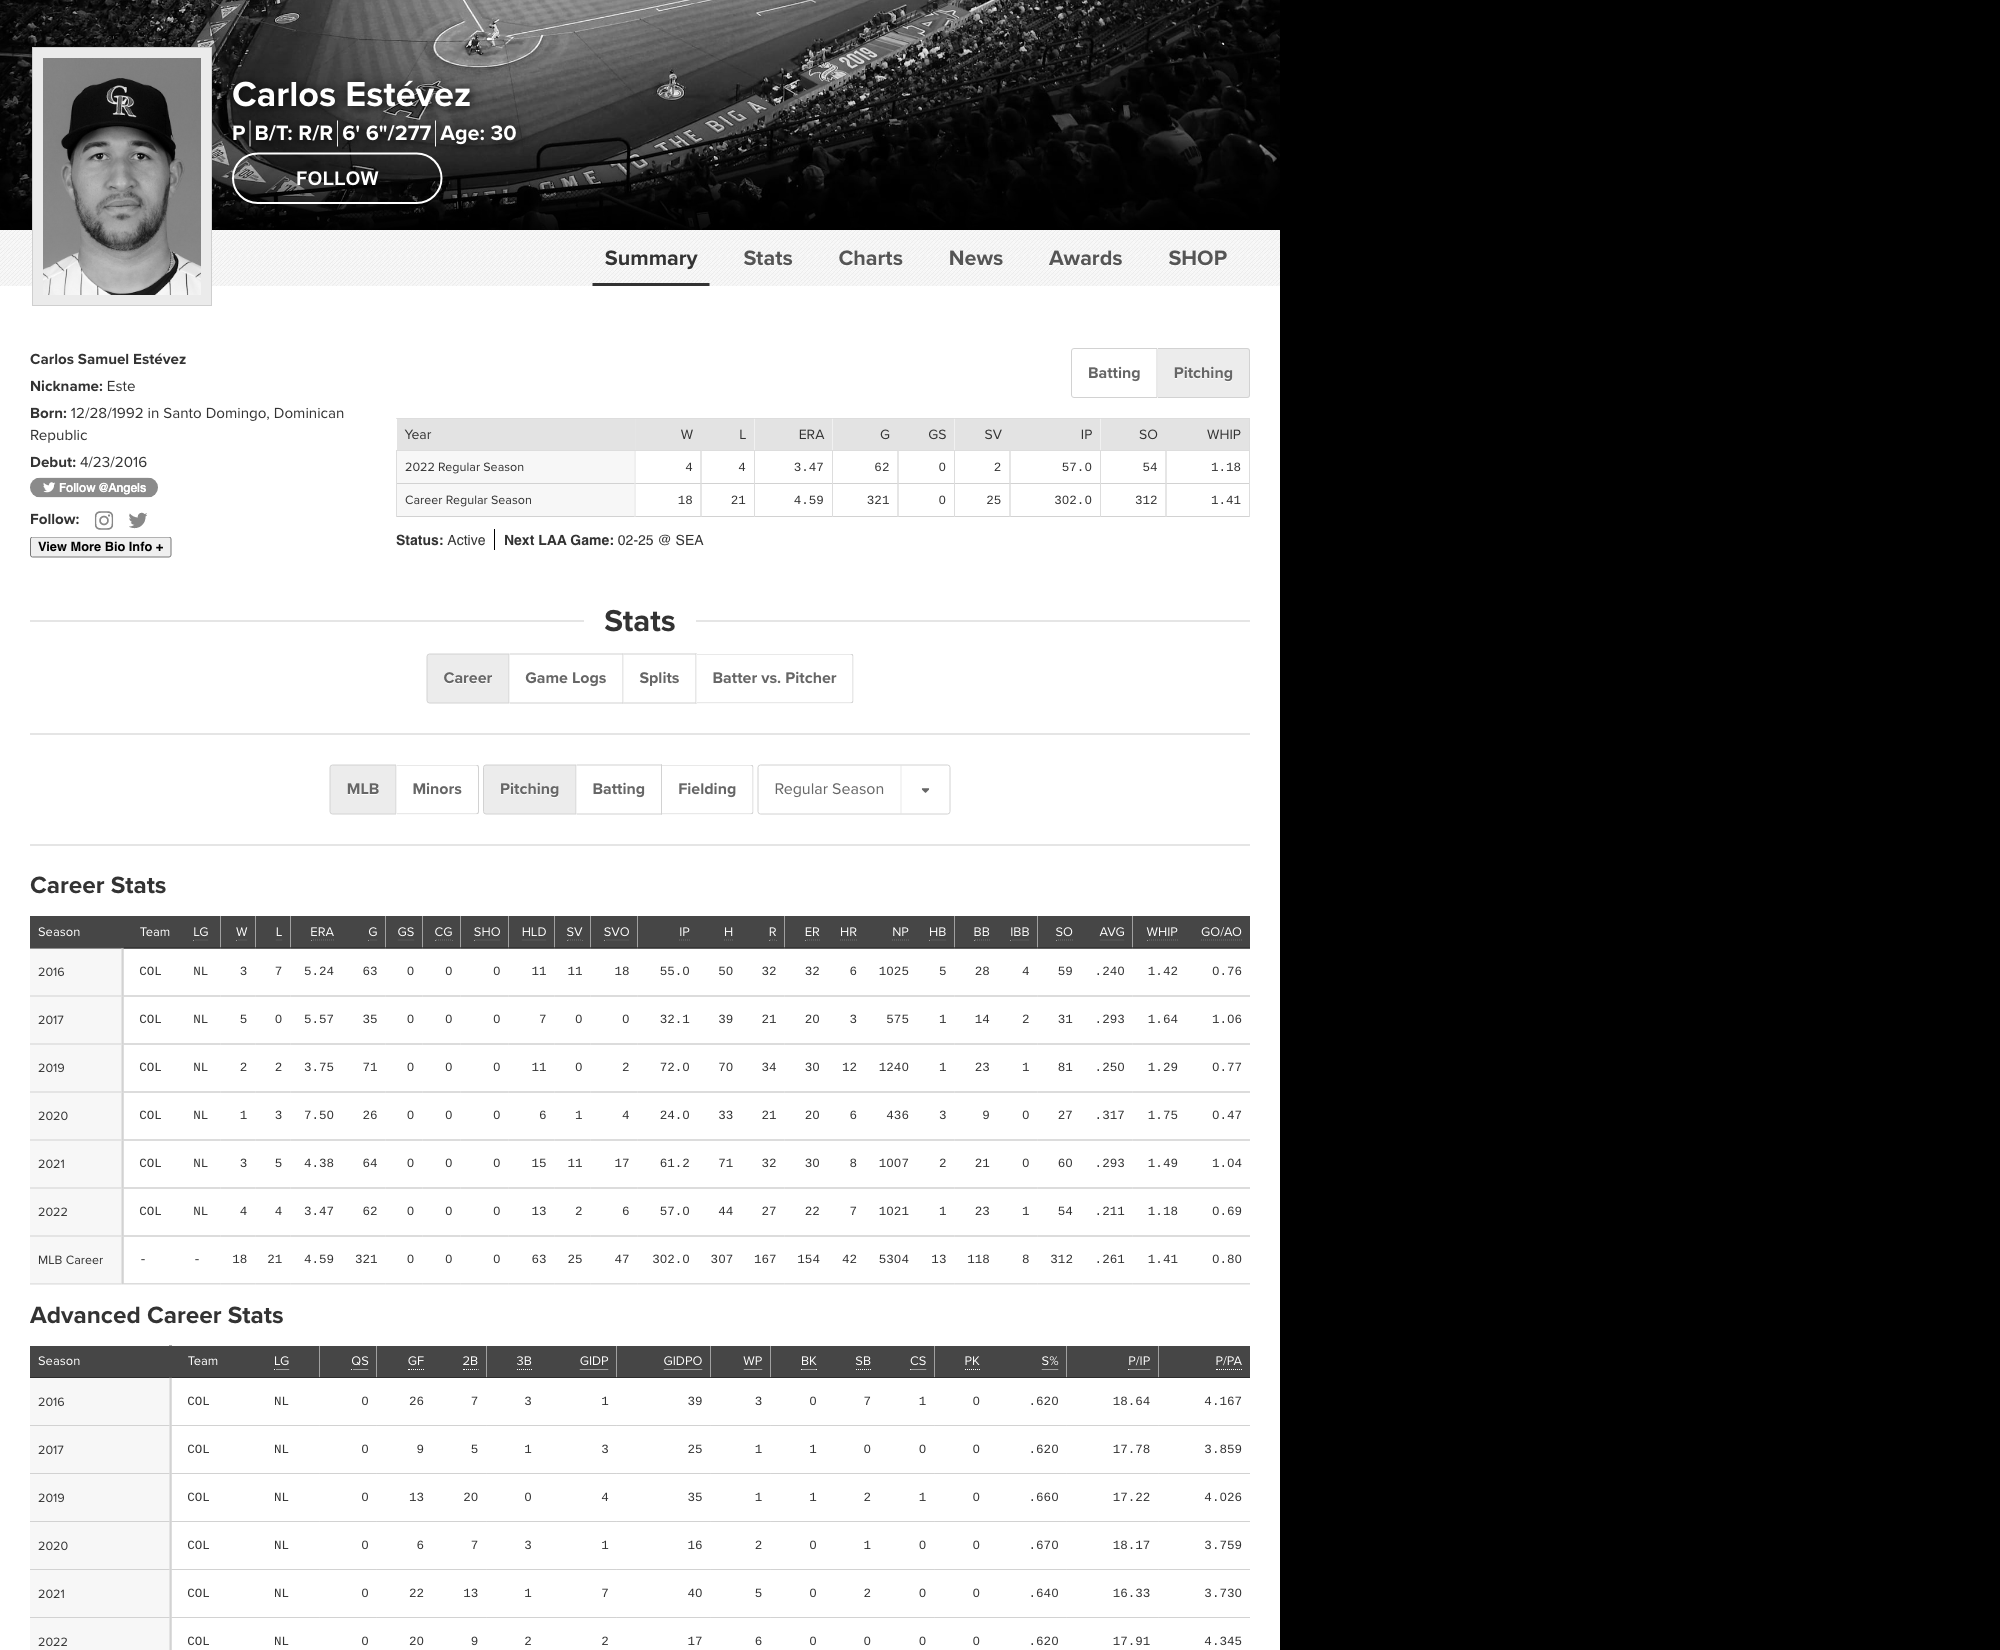 2019
WELCOME TO THE BIG A
Carlos Estévez
P B/T: R/R 6' 6"/277 Age: 30
FOLLOW
CR
Summary Stats Charts News Awards SHOP
Carlos Samuel Estévez
Nickname: Este
Born: 12/28/1992 in Santo Domingo, Dominican
Republic
Debut: 4/23/2016
Follow @Angels
Follow:
View More Bio Info +
Batting Pitching
Year W L ERA G GS SV IP SO WHIP
2022 Regular Season 4 4 3.47 62 0 2 57.0 54 1.18
Career Regular Season 18 21 4.59 321 0 25 302.0 312 1.41
Status: Active Next LAA Game: 02-25 @ SEA
Stats
Career Game Logs Splits Batter vs. Pitcher
MLB Minors Pitching Batting Fielding Regular Season
Career Stats
Season Team LG W L ERA G GS CG SHO HLD SV SVO IP H R ER HR NP HB BB IBB SO AVG WHIP GO/AO
2016 COL NL 3 7 5.24 63 0 0 0 11 11 18 55.0 50 32 32 6 1025 5 28 4 59 .240 1.42 0.76
2017 COL NL 5 0 5.57 35 0 0 0 7 0 0 32.1 39 21 20 3 575 1 14 2 31 .293 1.64 1.06
2019 COL NL 2 2 3.75 71 0 0 0 11 0 2 72.0 70 34 30 12 1240 1 23 1 81 .250 1.29 0.77
2020 COL NL 1 3 7.50 26 0 0 0 6 1 4 24.0 33 21 20 6 436 3 9 0 27 .317 1.75 0.47
2021 COL NL 3 5 4.38 64 0 0 0 15 11 17 61.2 71 32 30 8 1007 2 21 0 60 .293 1.49 1.04
2022 COL NL 4 4 3.47 62 0 0 0 13 2 6 57.0 44 27 22 7 1021 1 23 1 54 .211 1.18 0.69
MLB Career - - 18 21 4.59 321 0 0 0 63 25 47 302.0 307 167 154 42 5304 13 118 8 312 .261 1.41 0.80
Advanced Career Stats
Season Team LG QS GF 2B 3B GIDP GIDPO WP BK SB CS PK S% P/IP P/PA
2016 COL NL 0 26 7 3 1 39 3 0 7 1 0 .620 18.64 4.167
2017 COL NL 0 9 5 1 3 25 1 1 0 0 0 .620 17.78 3.859
2019 COL NL 0 13 20 0 4 35 1 1 2 1 0 .660 17.22 4.026
2020 COL NL 0 6 7 3 1 16 2 0 1 0 0 .670 18.17 3.759
2021 COL NL 0 22 13 1 7 40 5 0 2 0 0 .640 16.33 3.730
2022 COL NL 0 20 9 2 2 17 6 0 0 0 0 .620 17.91 4.345